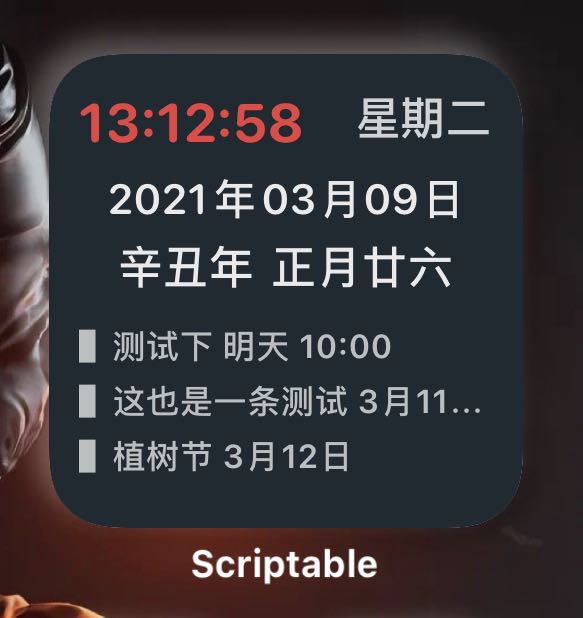 13:12:58 星期二
2021年03月09日
辛丑年 正月廿六
测试下 明天 10:00
这也是一条测试 3月11...
植树节 3月12日
Scriptable